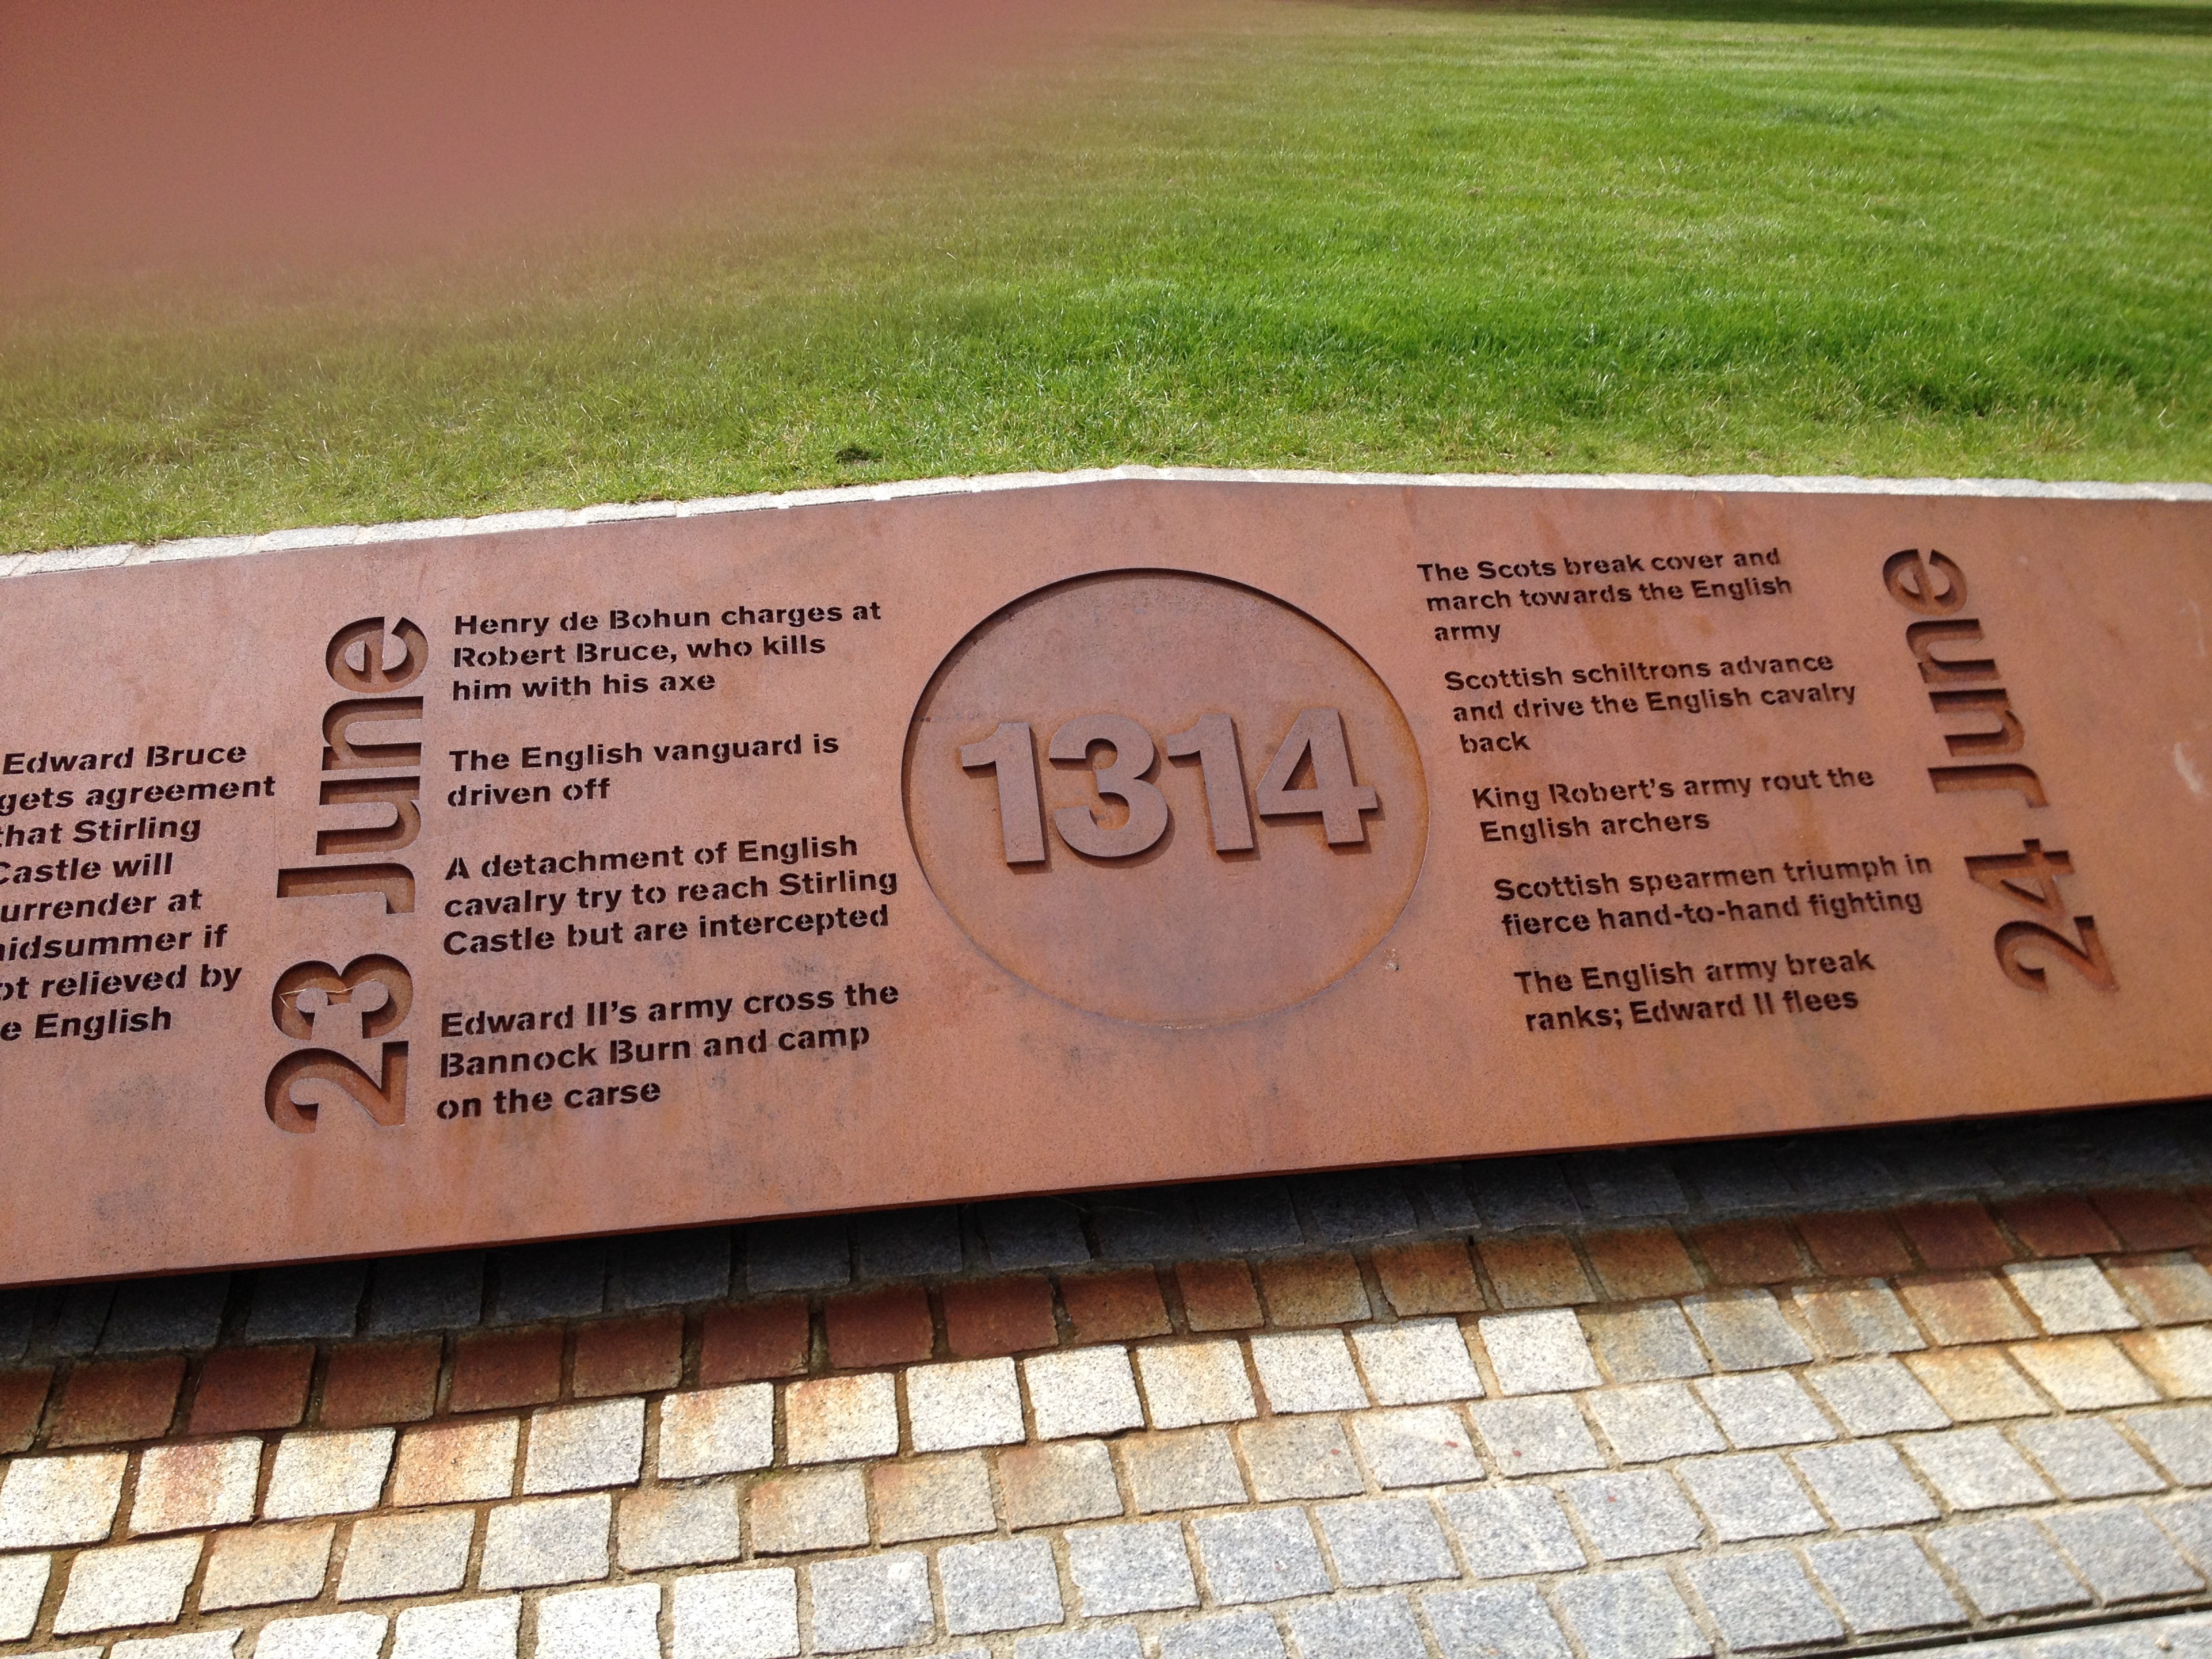 Edward Bruce
gets agreement
that Stirling
Castle will
at
if
relieved by
English
23 June
Henry de Bohun charges at
Robert Bruce, who kills
him with his axe
The English vanguard is
driven off
A detachment of English
cavalry try to reach Stirling
Castle but are intercepted
Edward II's army cross the
Bannock Burn and camp
on the carse
1314
The Scots break cover and
march towards the English
army
Scottish schiltrons advance
and drive the English cavalry
back
King Robert's army rout the
English archers
Scottish spearmen triumph in
fierce hand-to-hand fighting
The English army break
ranks; Edward II flees
24 June